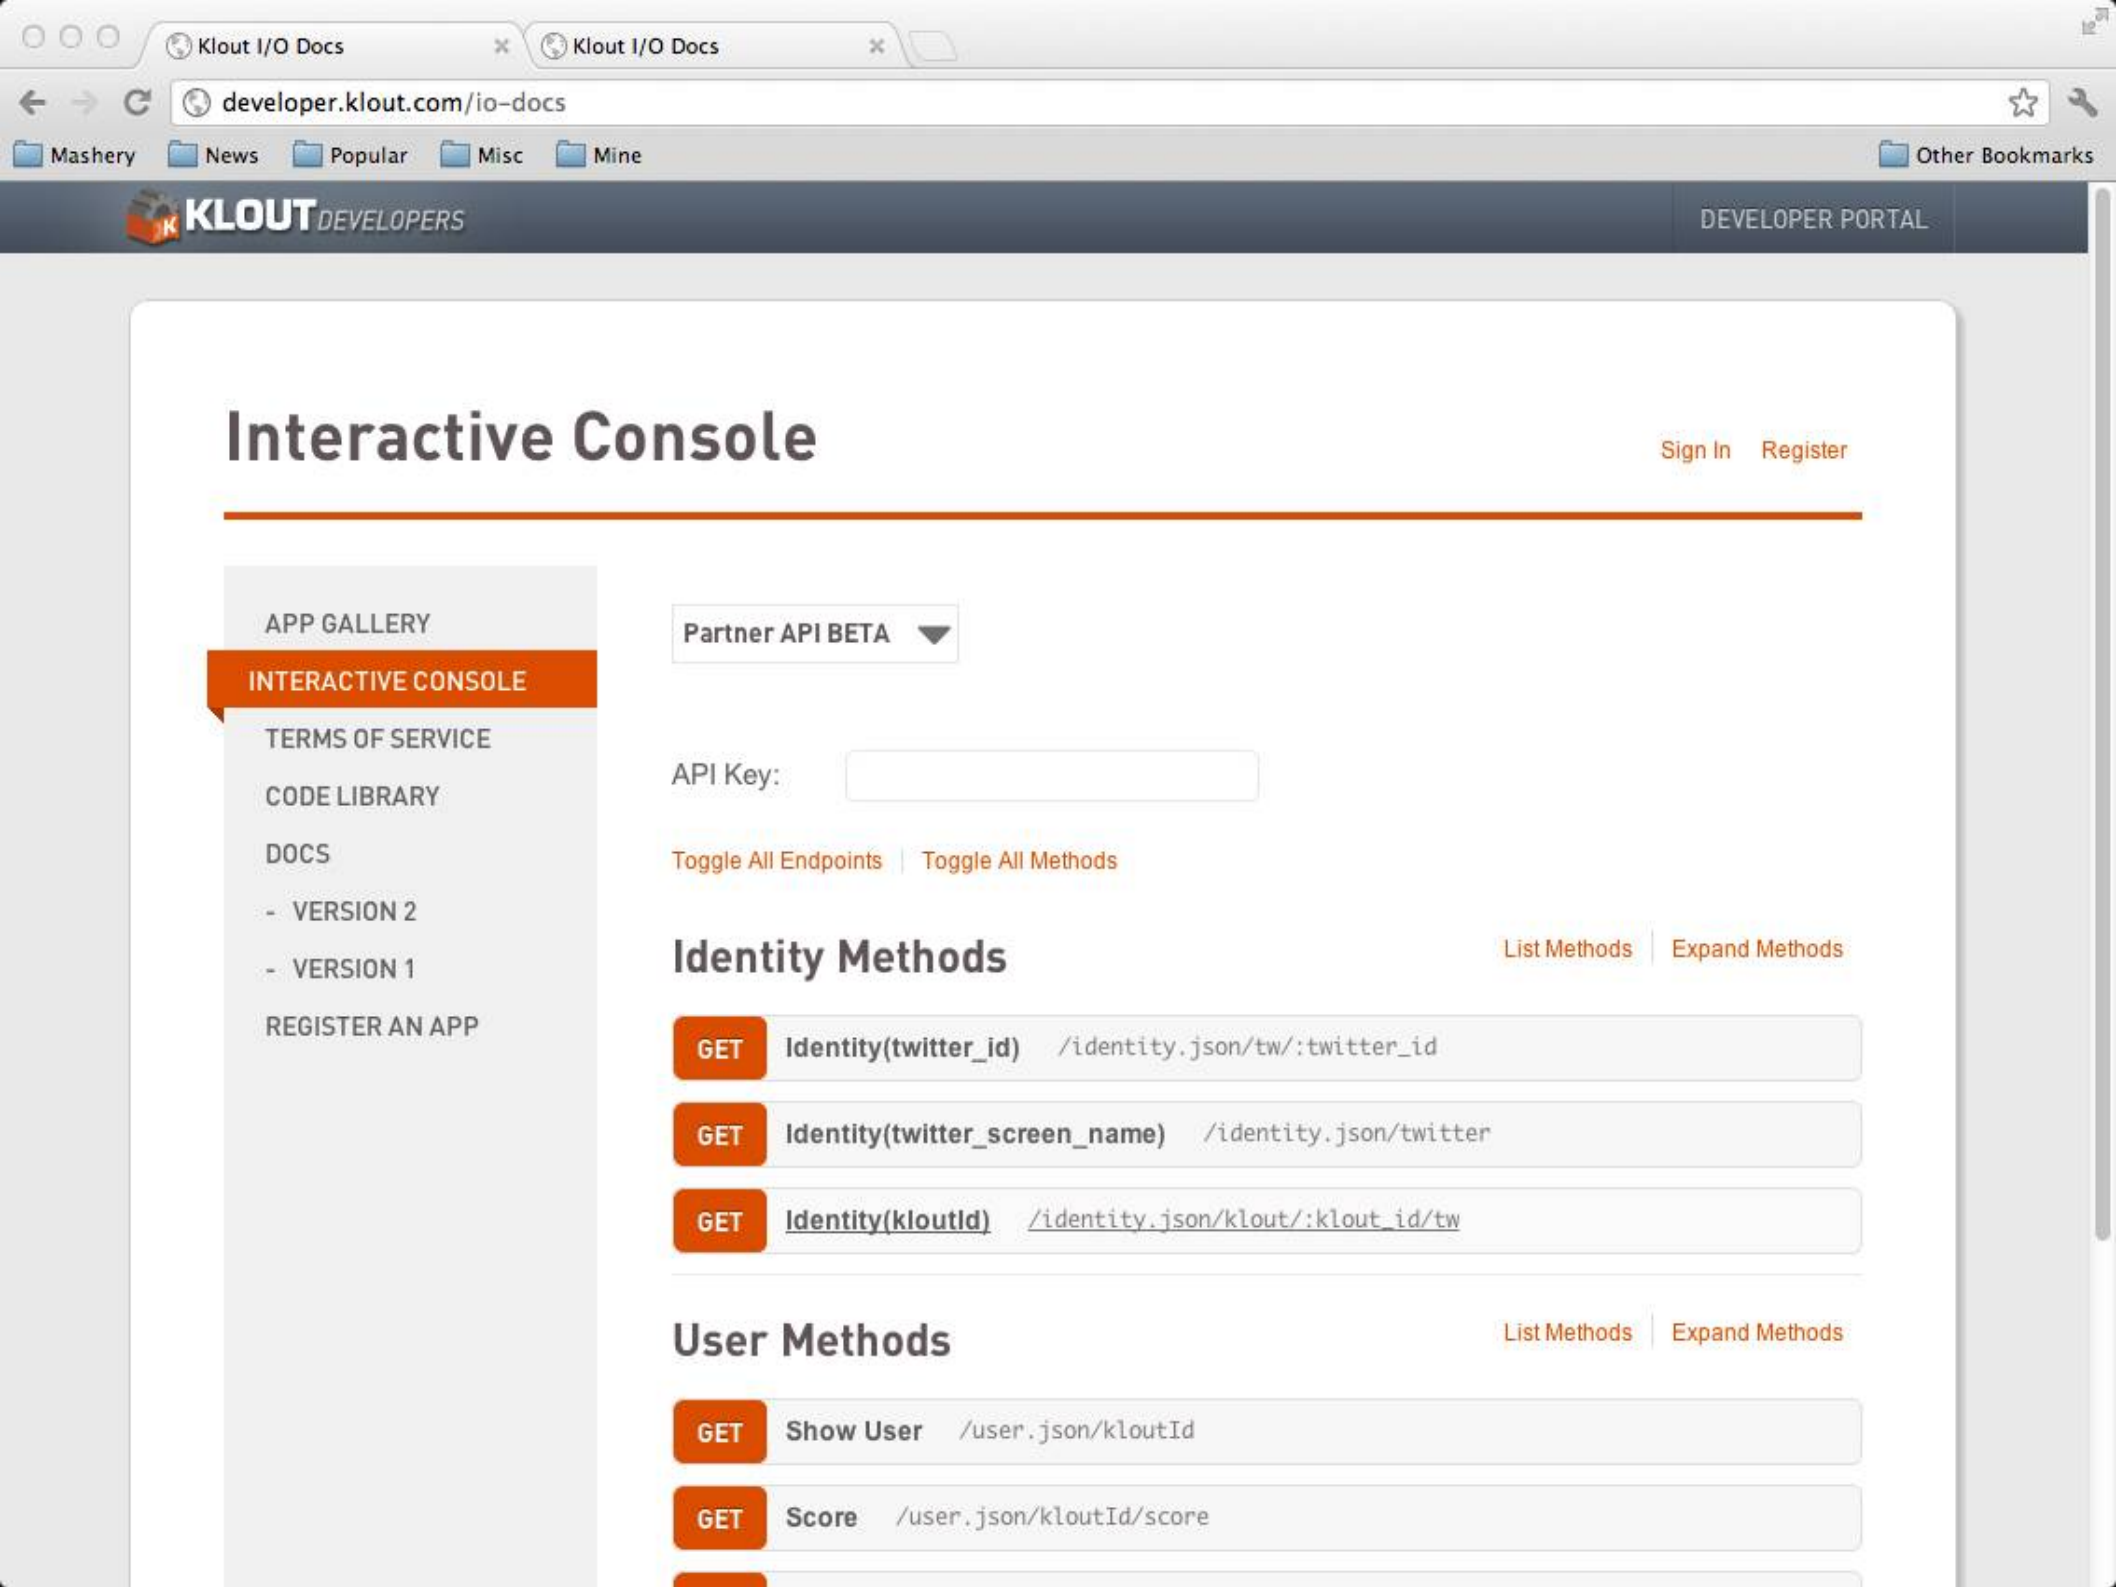 Klout I/O Docs
Klout I/O Docs
developer.klout.com/io-docs
Mashery News Popular Misc Mine Other Bookmarks
KLOUT DEVELOPERS
DEVELOPER PORTAL
Interactive Console
Sign In Register
APP GALLERY
INTERACTIVE CONSOLE
TERMS OF SERVICE
CODE LIBRARY
DOCS
- VERSION 2
- VERSION 1
REGISTER AN APP
Partner API BETA
API Key:
Toggle All Endpoints Toggle All Methods
Identity Methods
List Methods Expand Methods
GET Identity(twitter_id) /identity.json/tw/:twitter_id
GET Identity(twitter_screen_name) /identity.json/twitter
GET Identity(kloutId) /identity.json/klout/:klout_id/tw
User Methods
List Methods Expand Methods
GET Show User /user.json/kloutId
GET Score /user.json/kloutId/score